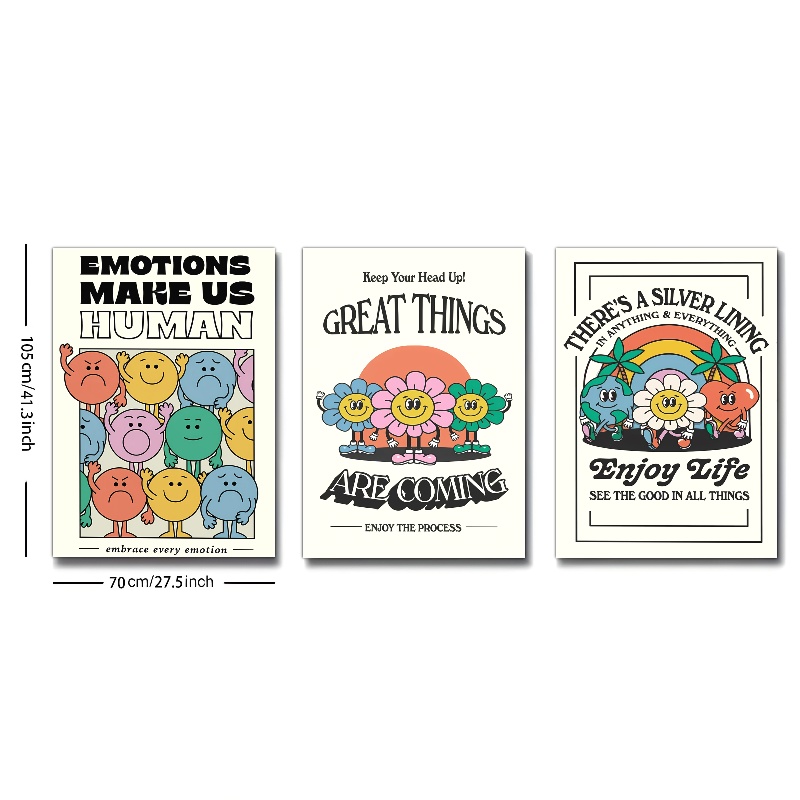 105cm/41.3inch
70cm/27.5inch
EMOTIONS
MAKE US
HUMAN
embrace every emotion
Keep Your Head Up!
GREAT THINGS
ARE COMING
ENJOY THE PROCESS
THERE'S A SILVER LINING
IN ANYTHING & EVERYTHING
Enjoy Life
SEE THE GOOD IN ALL THINGS